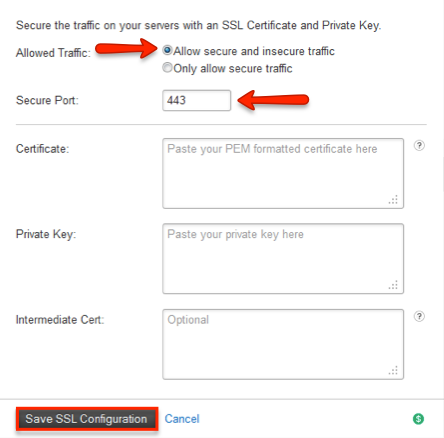 Secure the traffic on your servers with an SSL Certificate and Private Key.
Allowed Traffic: Allow secure and insecure traffic
Only allow secure traffic
Secure Port: 443
Certificate: Paste your PEM formatted certificate here ?
Private Key: Paste your private key here
Intermediate Cert: Optional ?
Save SSL Configuration Cancel $